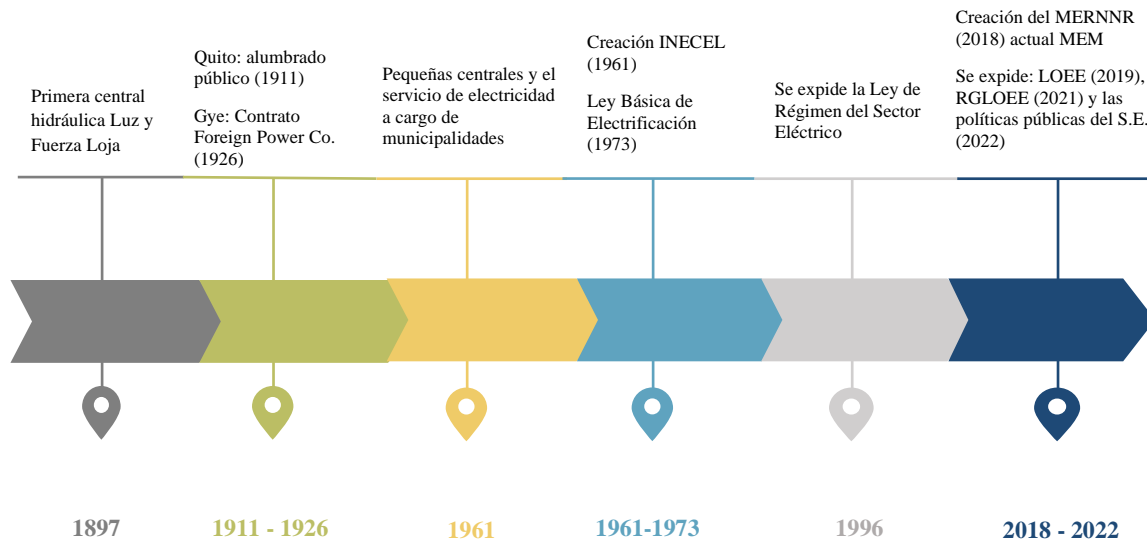 Primera central
hidráulica Luz y
Fuerza Loja
Quito: alumbrado
público (1911)
Gye: Contrato
Foreign Power Co.
(1926)
Pequeñas centrales y el
servicio de electricidad
a cargo de
municipalidades
Creación INECEL
(1961)
Ley Básica de
Electrificación
(1973)
Se expide la Ley de
Régimen del Sector
Eléctrico
Creación del MERNNR
(2018) actual MEM
Se expide: LOEE (2019),
RGLOEE (2021) y las
políticas públicas del S.E.
(2022)
1897
1911 - 1926
1961
1961-1973
1996
2018 - 2022